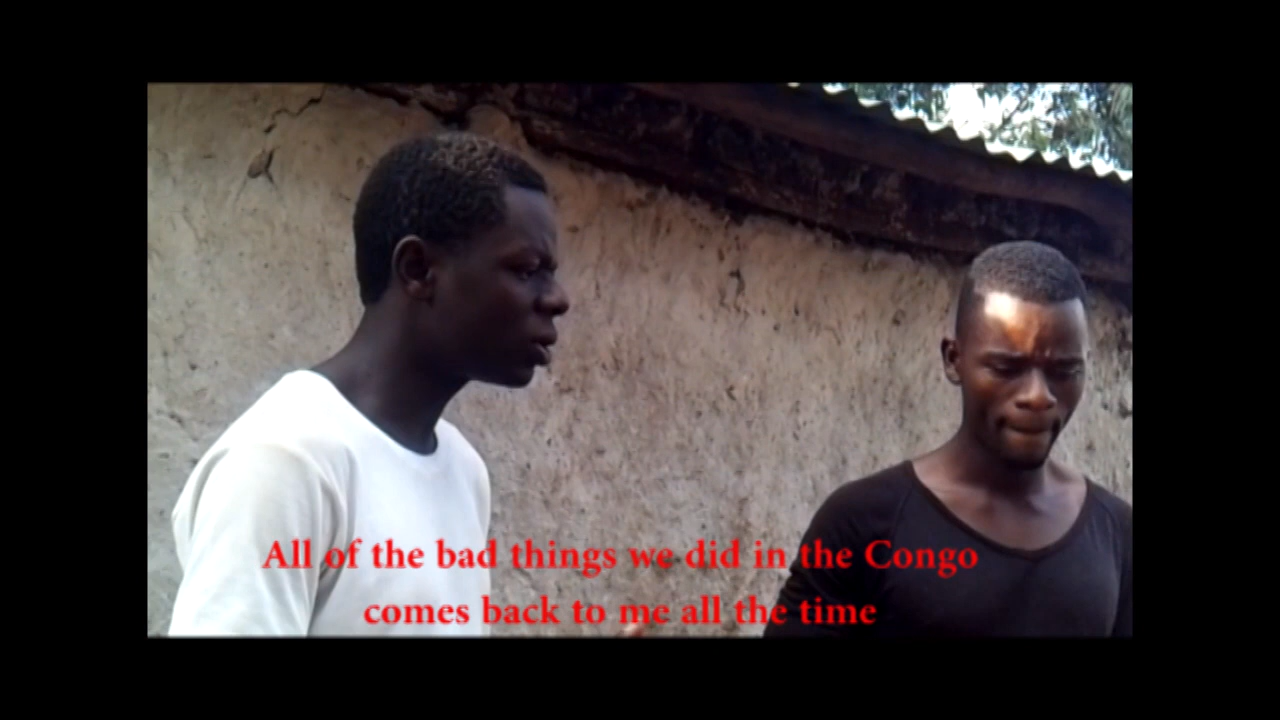 All of the bad things we did in the Congo
comes back to me all the time